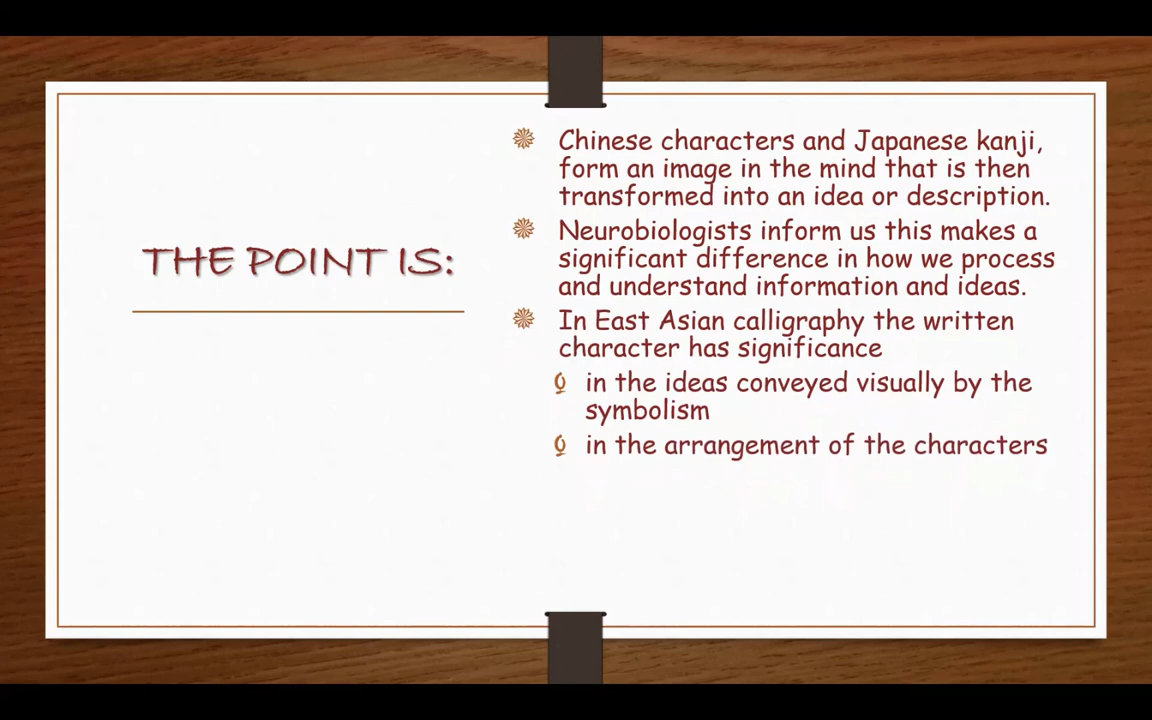 THE POINT IS:
Chinese characters and Japanese kanji,
form an image in the mind that is then
transformed into an idea or description.
Neurobiologists inform us this makes a
significant difference in how we process
and understand information and ideas.
In East Asian calligraphy the written
character has significance
in the ideas conveyed visually by the
symbolism
in the arrangement of the characters